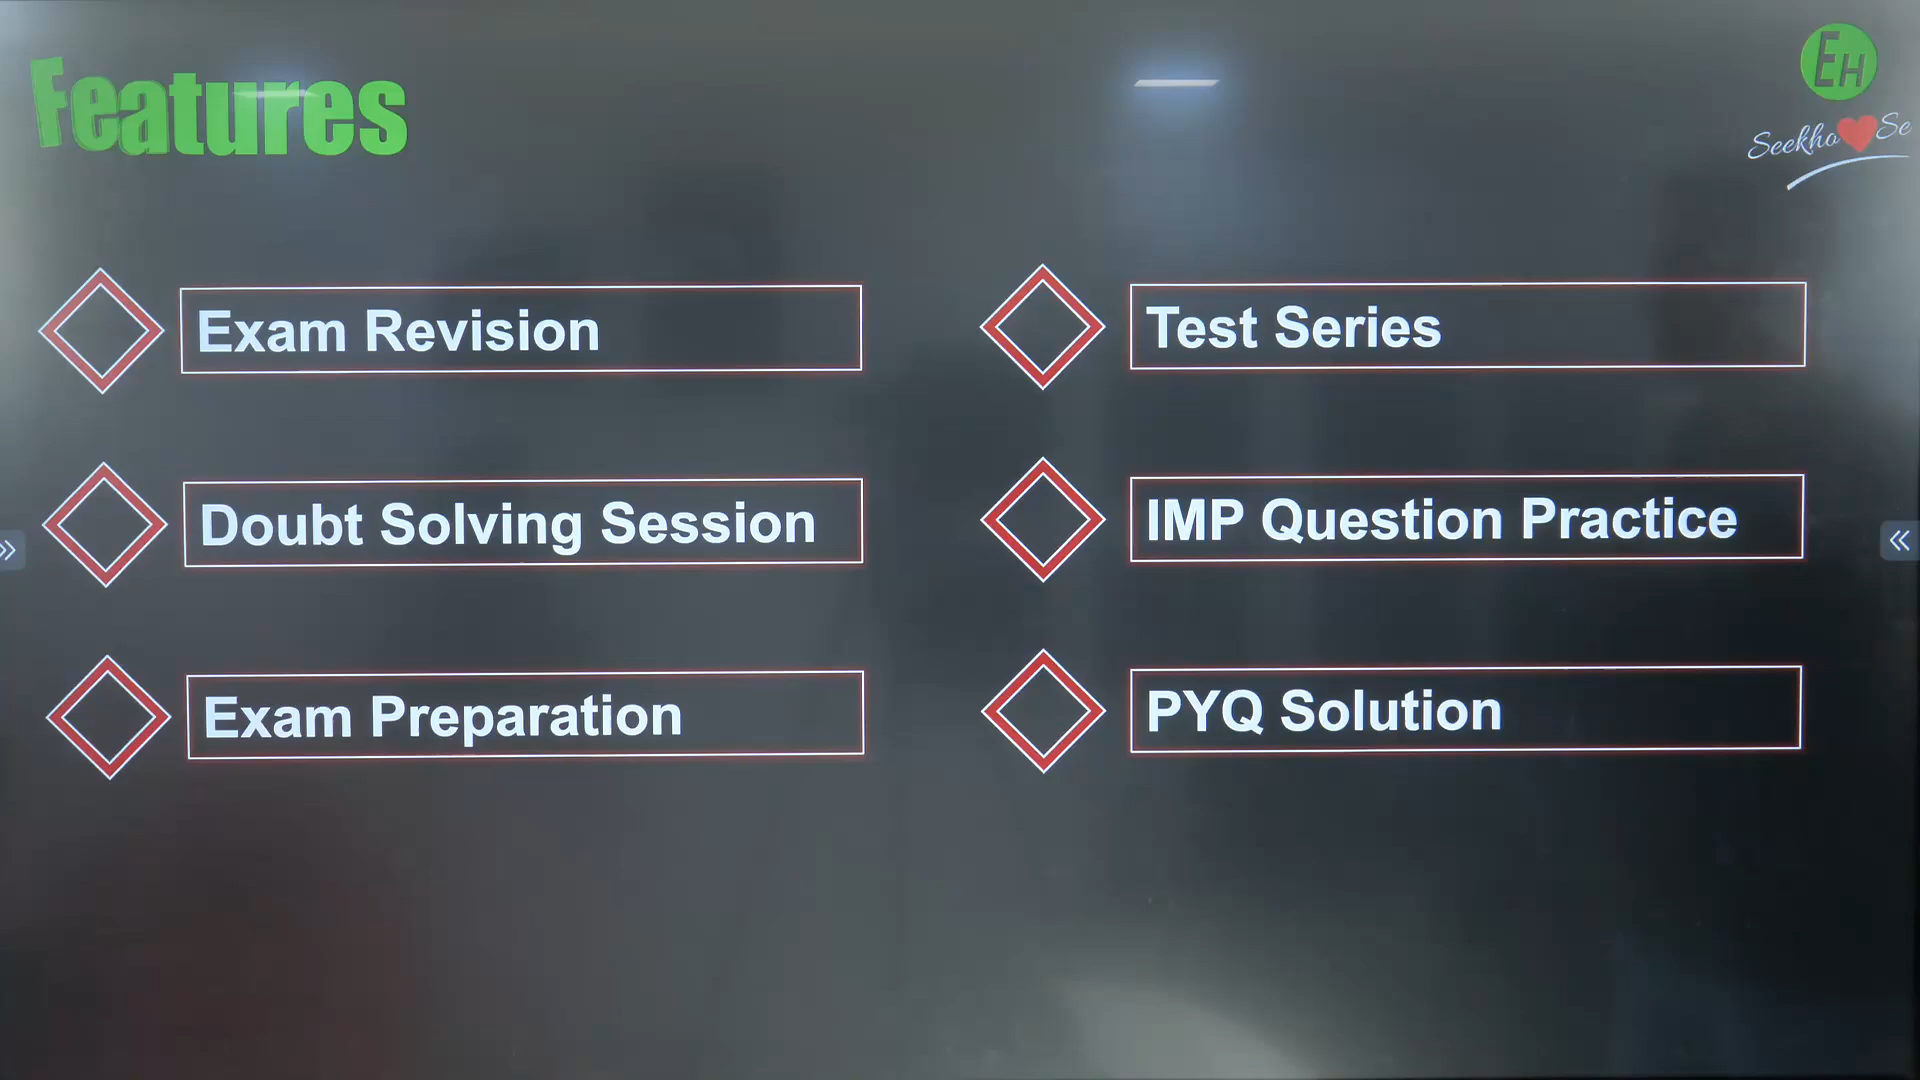 Features
EH
Seekho ❤ Se
Exam Revision
Test Series
Doubt Solving Session
IMP Question Practice
Exam Preparation
PYQ Solution